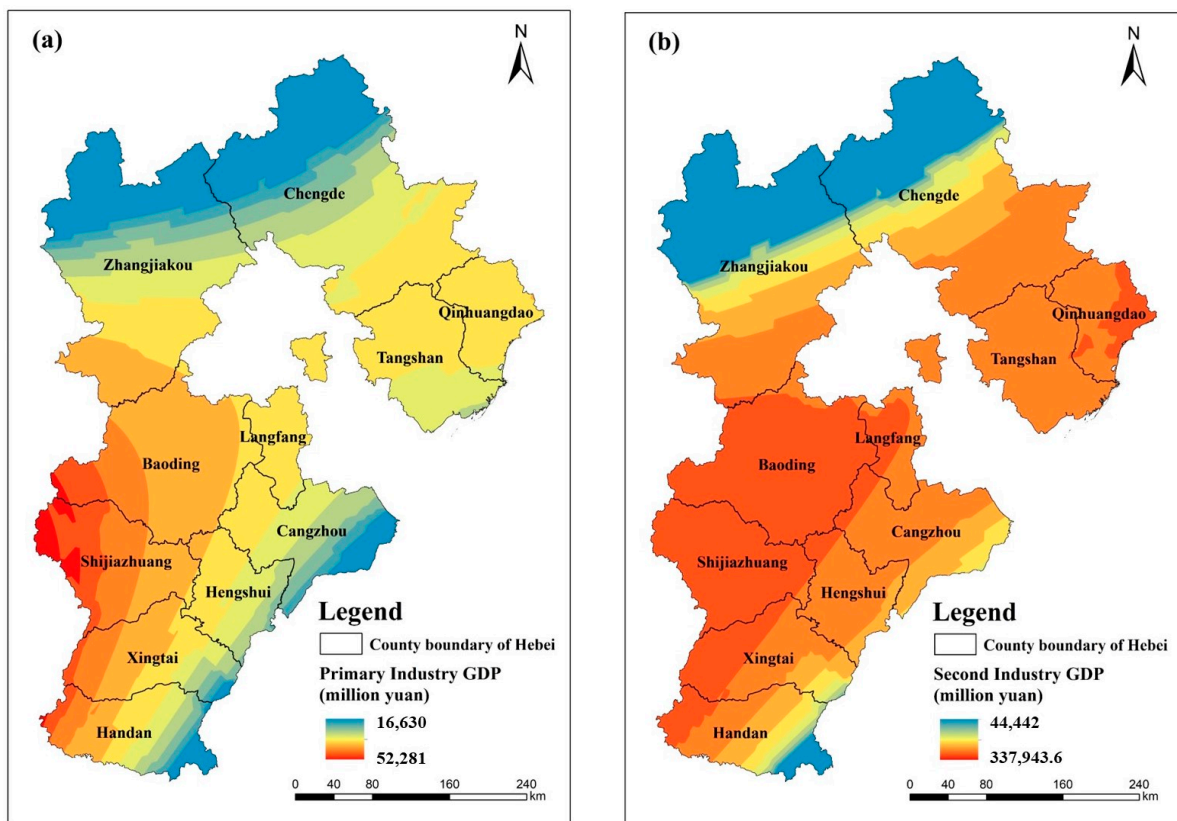 (a)
N
Chengde
Zhangjiakou
Qinhuangdao
Tangshan
Langfang
Baoding
Cangzhou
Shijiazhuang
Hengshui
Xingtai
Handan
Legend
County boundary of Hebei
Primary Industry GDP
(million yuan)
16,630
52,281
0 40 80 160 240
km
(b)
N
Chengde
Zhangjiakou
Qinhuangdao
Tangshan
Langfang
Baoding
Cangzhou
Shijiazhuang
Hengshui
Xingtai
Handan
Legend
County boundary of Hebei
Second Industry GDP
(million yuan)
44,442
337,943.6
0 40 80 160 240
km